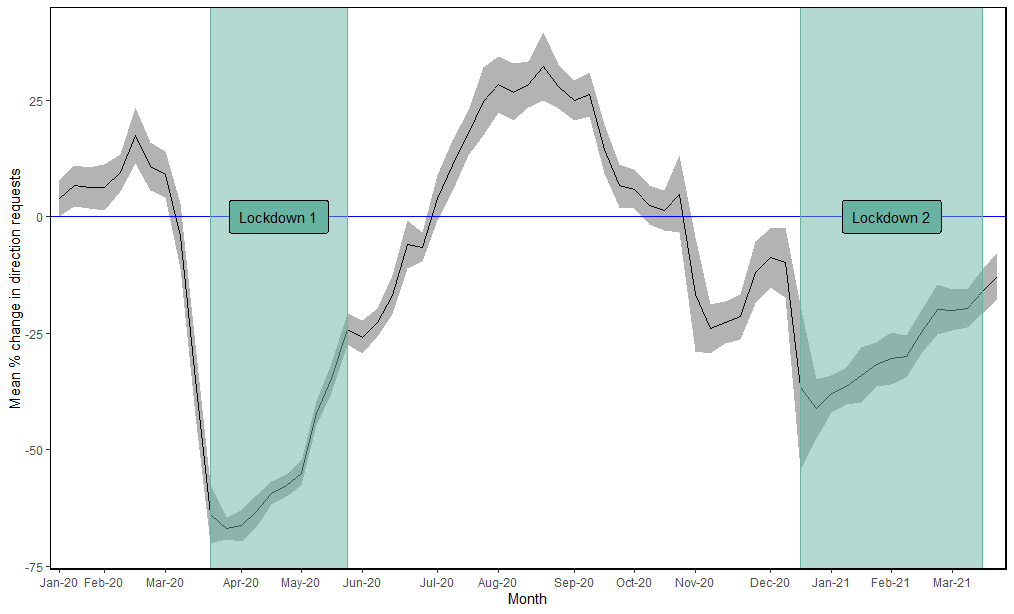 Mean % change in direction requests
25
0
-25
-50
-75
Lockdown 1
Lockdown 2
Jan-20 Feb-20 Mar-20 Apr-20 May-20 Jun-20 Jul-20 Aug-20 Sep-20 Oct-20 Nov-20 Dec-20 Jan-21 Feb-21 Mar-21
Month